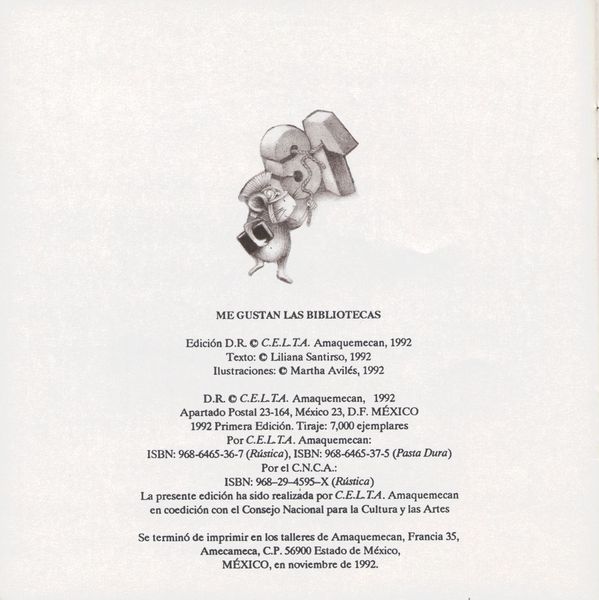 ME GUSTAN LAS BIBLIOTECAS
Edición D.R. © C.E.L.T.A. Amaquemecan, 1992
Texto: © Liliana Santirso, 1992
Ilustraciones: © Martha Avilés, 1992
D.R. © C.E.L.T.A. Amaquemecan, 1992
Apartado Postal 23-164, México 23, D.F. MÉXICO
1992 Primera Edición. Tiraje: 7,000 ejemplares
Por C.E.L.T.A. Amaquemecan:
ISBN: 968-6465-36-7 (Rústica), ISBN: 968-6465-37-5 (Pasta Dura)
Por el C.N.C.A.:
ISBN: 968-29-4595-X (Rústica)
La presente edición ha sido realizada por C.E.L.T.A. Amaquemecan
en coedición con el Consejo Nacional para la Cultura y las Artes
Se terminó de imprimir en los talleres de Amaquemecan, Francia 35,
Amecameca, C.P. 56900 Estado de México,
MÉXICO, en noviembre de 1992.